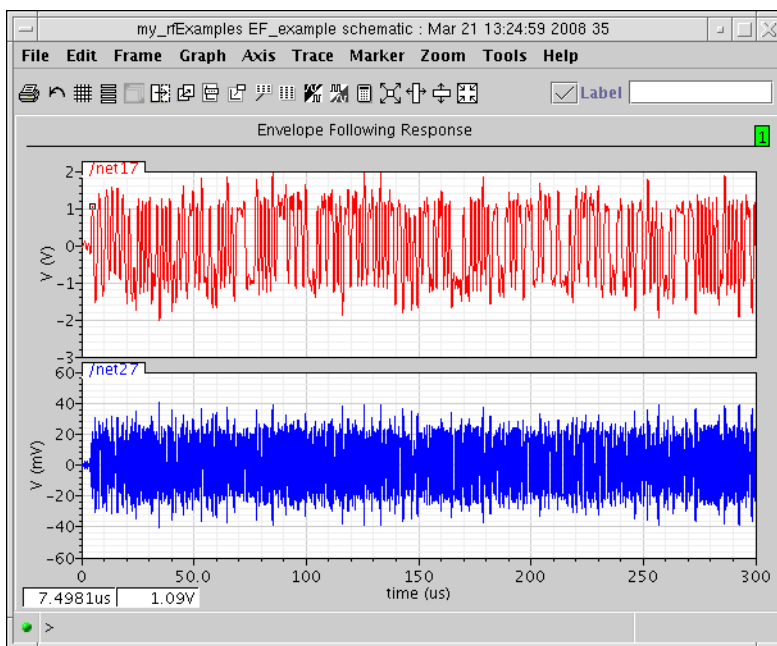 my_rfExamples EF_example schematic : Mar 21 13:24:59 2008 35
File Edit Frame Graph Axis Trace Marker Zoom Tools Help
Label
Envelope Following Response
1
/net17
2
1
0
-1
-2
-3
V (V)
/net27
60
40
20
0
-20
-40
-60
V (mV)
0 50.0 100 150 200 250 300
time (us)
7.4981us 1.09V
>